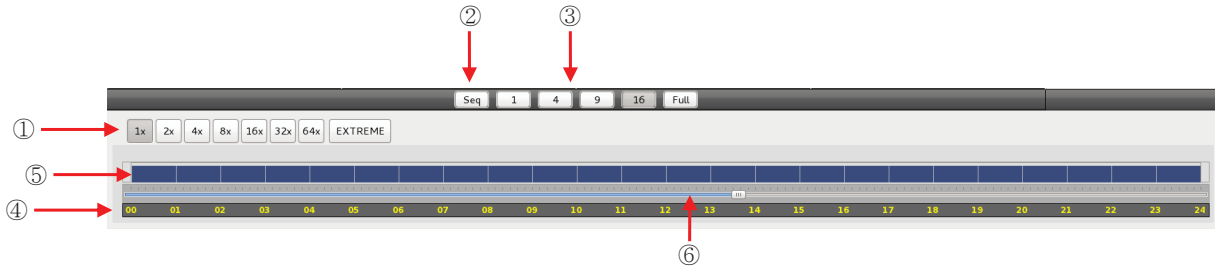 ② ③
Seq 1 4 9 16 Full
① 1x 2x 4x 8x 16x 32x 64x EXTREME
⑤
④ 00 01 02 03 04 05 06 07 08 09 10 11 12 13 14 15 16 17 18 19 20 21 22 23 24
⑥